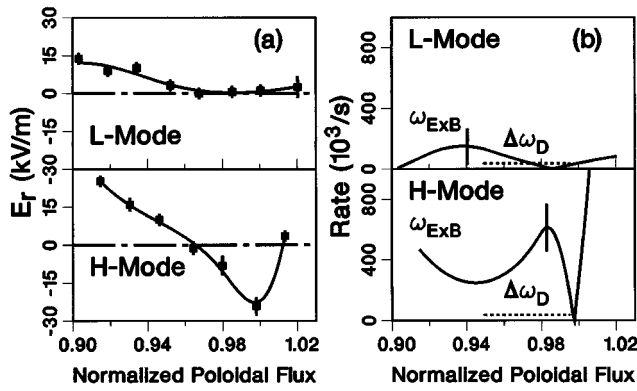 (a)
30
15
0
-15
-30
L-Mode
15
0
-15
-30
H-Mode
E_r (kV/m)
0.90 0.94 0.98 1.02
Normalized Poloidal Flux
(b)
800
400
0
L-Mode
ω_ExB
Δω_D
800
400
0
H-Mode
ω_ExB
Δω_D
Rate (10³/s)
0.90 0.94 0.98 1.02
Normalized Poloidal Flux